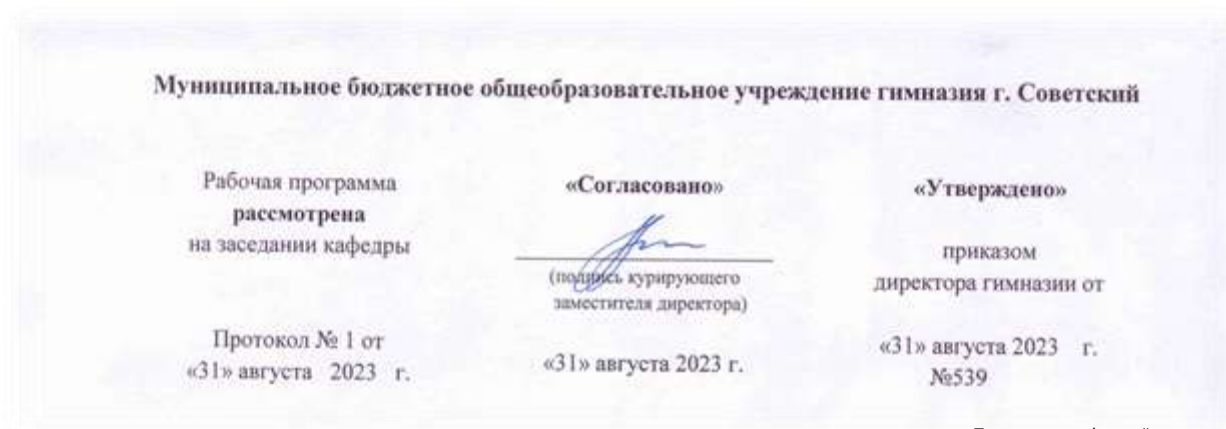 Муниципальное бюджетное общеобразовательное учреждение гимназия г. Советский
Рабочая программа
рассмотрена
на заседании кафедры
Протокол № 1 от
«31» августа 2023 г.
«Согласовано»
(подпись курирующего
заместителя директора)
«31» августа 2023 г.
«Утверждено»
приказом
директора гимназии от
«31» августа 2023 г.
№539